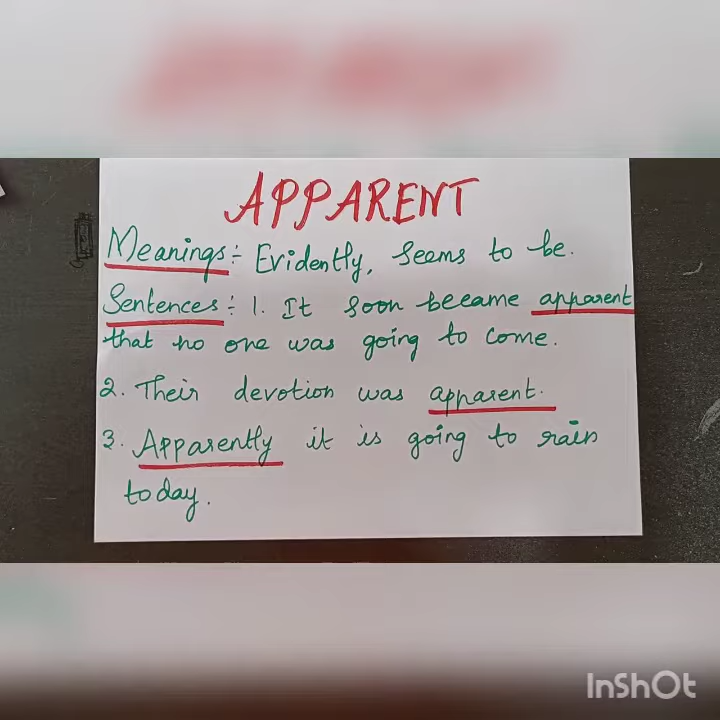 APPARENT
Meanings:- Evidently, seems to be.
Sentences:- 1. It soon became apparent
that no one was going to come.
2. Their devotion was apparent.
3. Apparently it is going to rain
today.
InShOt